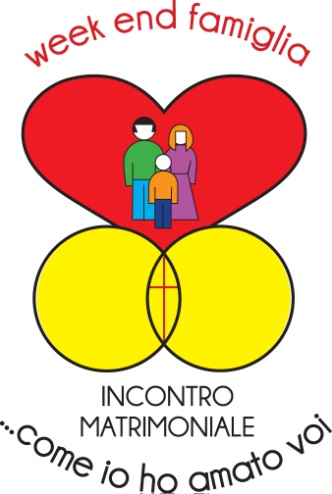 week end famiglia
INCONTRO
MATRIMONIALE
...come io ho amato voi